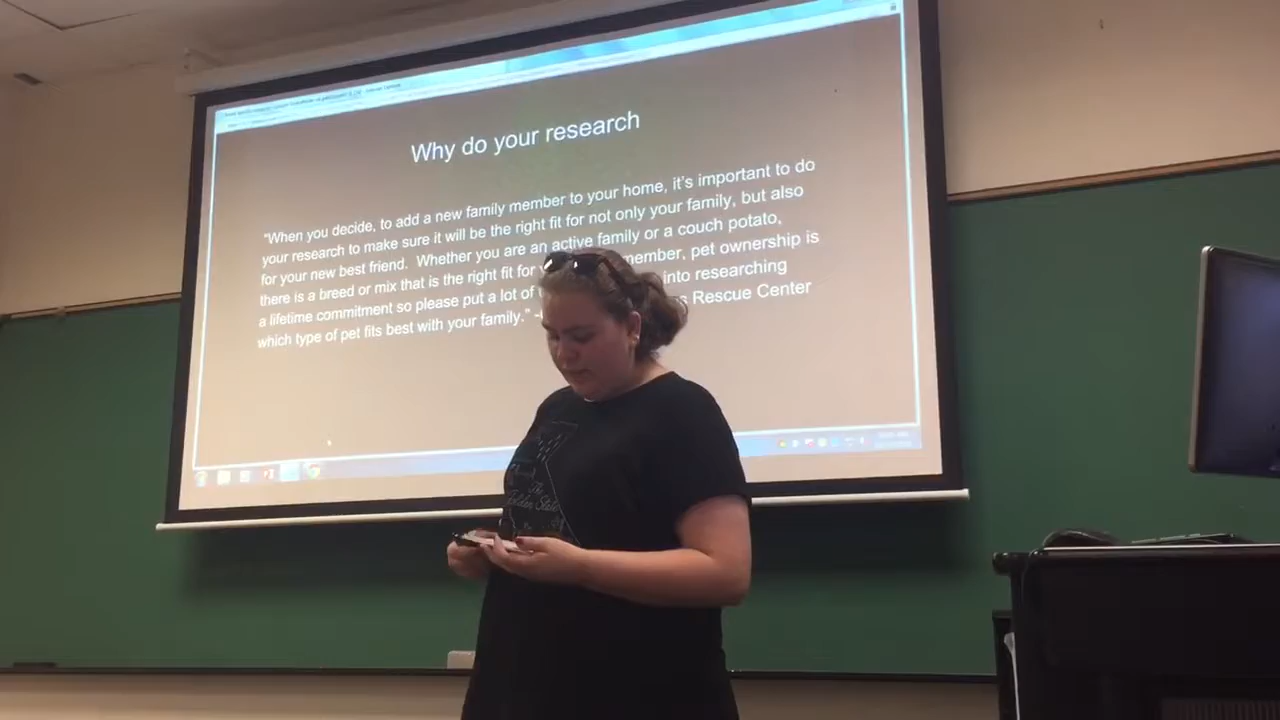 Why do your research
"When you decide, to add a new family member to your home, it's important to do
your research to make sure it will be the right fit for not only your family, but also
for your new best friend. Whether you are an active family or a couch potato,
there is a breed or mix that is the right fit for member, pet ownership is
a lifetime commitment so please put a lot of into researching
which type of pet fits best with your family." - Rescue Center
The
Golden State